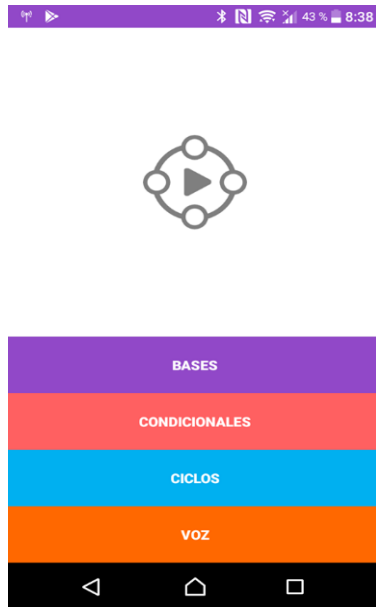 43 % 8:38
BASES
CONDICIONALES
CICLOS
VOZ